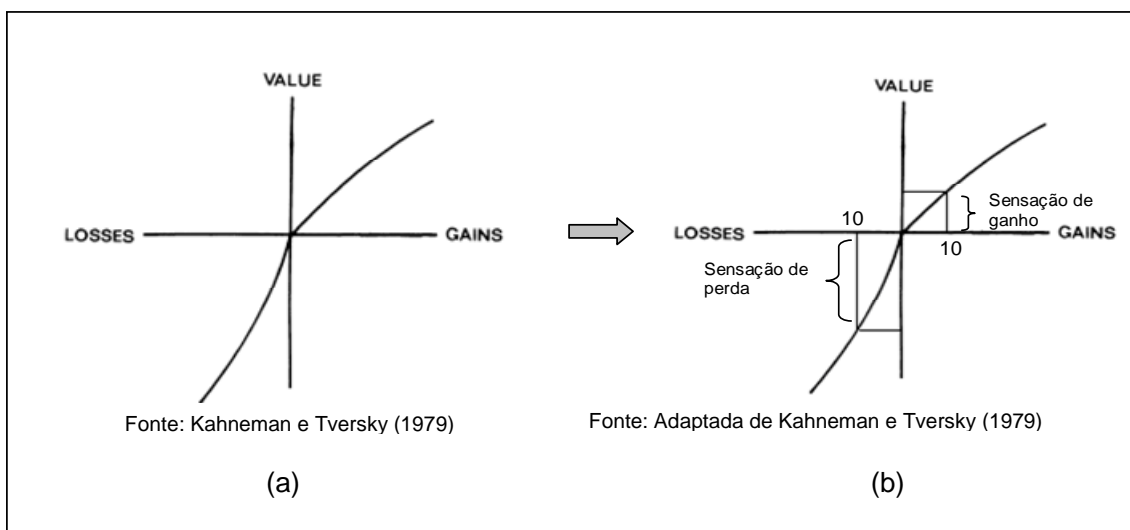 VALUE
LOSSES
GAINS
Fonte: Kahneman e Tversky (1979)
(a)
VALUE
LOSSES
10
10
GAINS
Sensação de
ganho
Sensação de
perda
Fonte: Adaptada de Kahneman e Tversky (1979)
(b)